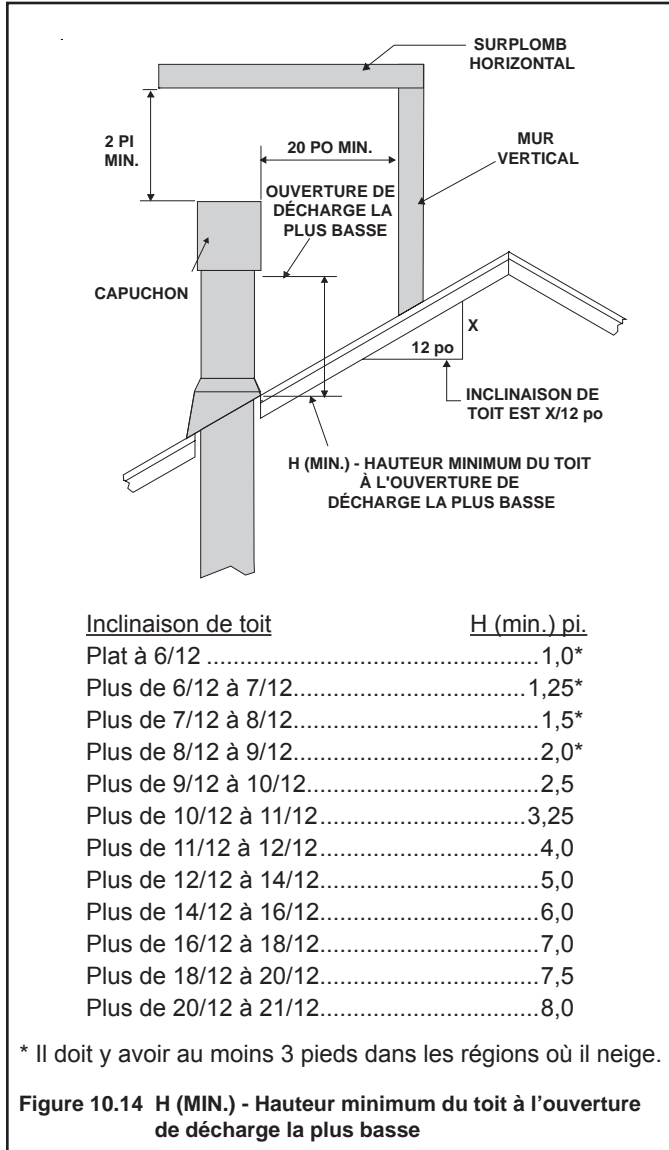 SURPLOMB
HORIZONTAL
2 PI
MIN.
20 PO MIN.
MUR
VERTICAL
OUVERTURE DE
DÉCHARGE LA
PLUS BASSE
CAPUCHON
X
12 po
INCLINAISON DE
TOIT EST X/12 po
H (MIN.) - HAUTEUR MINIMUM DU TOIT
À L'OUVERTURE DE
DÉCHARGE LA PLUS BASSE
Inclinaison de toit H (min.) pi.
Plat à 6/12 ..................................................1,0*
Plus de 6/12 à 7/12...................................1,25*
Plus de 7/12 à 8/12.....................................1,5*
Plus de 8/12 à 9/12.....................................2,0*
Plus de 9/12 à 10/12...................................2,5
Plus de 10/12 à 11/12...............................3,25
Plus de 11/12 à 12/12.................................4,0
Plus de 12/12 à 14/12.................................5,0
Plus de 14/12 à 16/12.................................6,0
Plus de 16/12 à 18/12.................................7,0
Plus de 18/12 à 20/12.................................7,5
Plus de 20/12 à 21/12.................................8,0
* Il doit y avoir au moins 3 pieds dans les régions où il neige.
Figure 10.14 H (MIN.) - Hauteur minimum du toit à l’ouverture
de décharge la plus basse